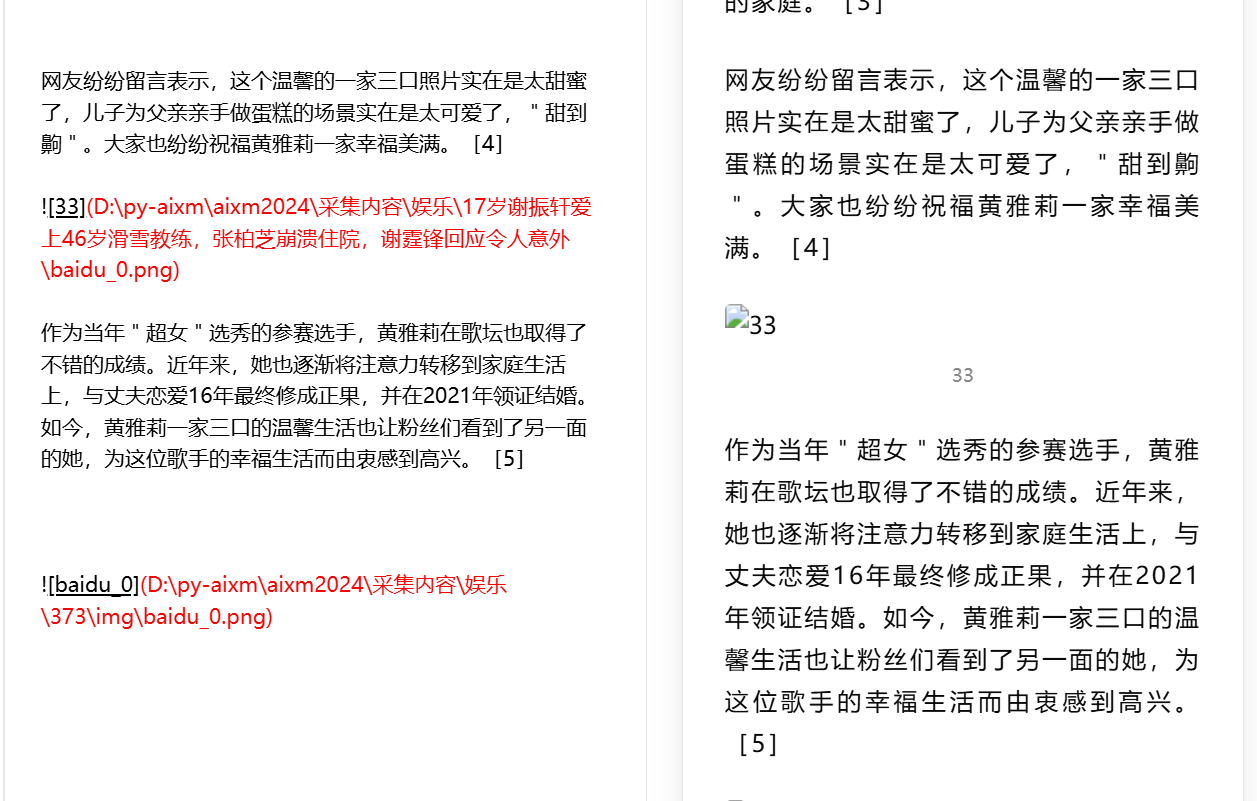 网友纷纷留言表示，这个温馨的一家三口照片实在是太甜蜜
了，儿子为父亲亲手做蛋糕的场景实在是太可爱了，＂甜到
齁＂。大家也纷纷祝福黄雅莉一家幸福美满。 [4]
![33](D:\py-aixm\aixm2024\采集内容\娱乐\17岁谢振轩爱
上46岁滑雪教练，张柏芝崩溃住院，谢霆锋回应令人意外
\baidu_0.png)
作为当年＂超女＂选秀的参赛选手，黄雅莉在歌坛也取得了
不错的成绩。近年来，她也逐渐将注意力转移到家庭生活
上，与丈夫恋爱16年最终修成正果，并在2021年领证结婚。
如今，黄雅莉一家三口的温馨生活也让粉丝们看到了另一面
的她，为这位歌手的幸福生活而由衷感到高兴。 [5]
![baidu_0](D:\py-aixm\aixm2024\采集内容\娱乐
\373\img\baidu_0.png)
的家庭。 [3]
网友纷纷留言表示，这个温馨的一家三口
照片实在是太甜蜜了，儿子为父亲亲手做
蛋糕的场景实在是太可爱了，＂甜到齁
＂。大家也纷纷祝福黄雅莉一家幸福美
满。 [4]
33
33
作为当年＂超女＂选秀的参赛选手，黄雅
莉在歌坛也取得了不错的成绩。近年来，
她也逐渐将注意力转移到家庭生活上，与
丈夫恋爱16年最终修成正果，并在2021
年领证结婚。如今，黄雅莉一家三口的温
馨生活也让粉丝们看到了另一面的她，为
这位歌手的幸福生活而由衷感到高兴。
[5]